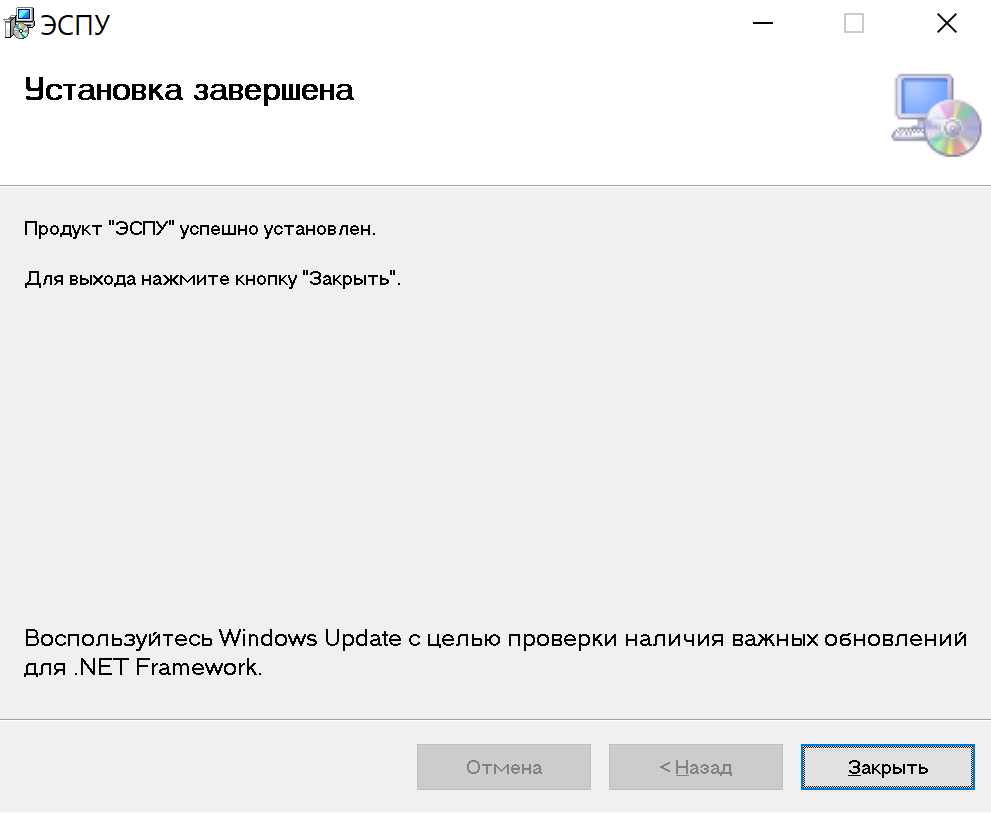 ЭСПУ
Установка завершена
Продукт "ЭСПУ" успешно установлен.
Для выхода нажмите кнопку "Закрыть".
Воспользуйтесь Windows Update с целью проверки наличия важных обновлений
для .NET Framework.
Отмена
< Назад
Закрыть